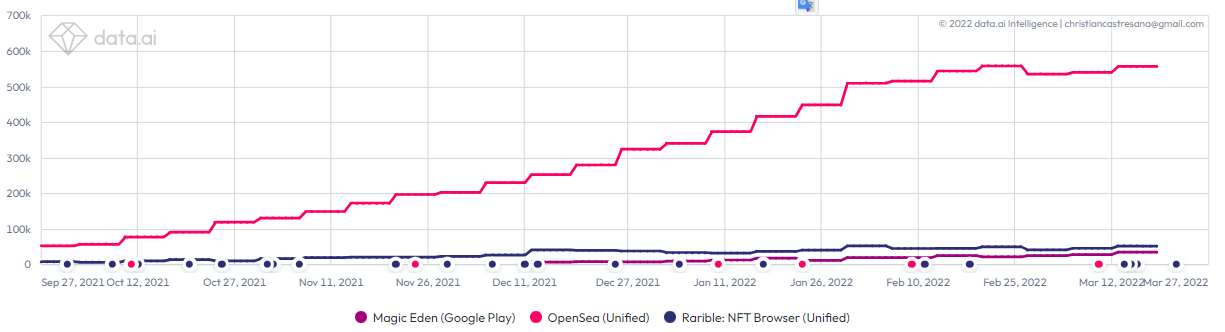 700k
data.ai
© 2022 data.ai Intelligence | christiancastresana@gmail.com
600k
500k
400k
300k
200k
100k
0
Sep 27, 2021 Oct 12, 2021 Oct 27, 2021 Nov 11, 2021 Nov 26, 2021 Dec 11, 2021 Dec 27, 2021 Jan 11, 2022 Jan 26, 2022 Feb 10, 2022 Feb 25, 2022 Mar 12, 2022 Mar 27, 2022
Magic Eden (Google Play) OpenSea (Unified) Rarible: NFT Browser (Unified)